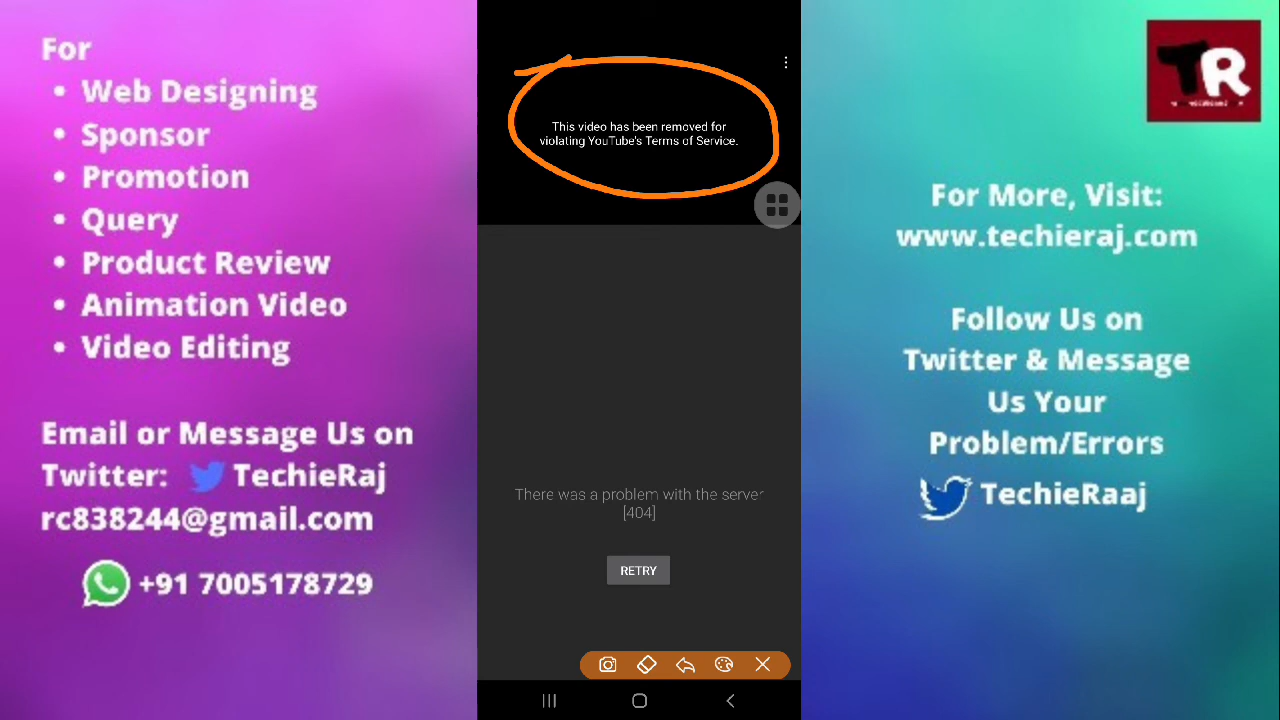 For
• Web Designing
• Sponsor
• Promotion
• Query
• Product Review
• Animation Video
• Video Editing
Email or Message Us on
Twitter: TechieRaj
rc838244@gmail.com
+91 7005178729
This video has been removed for
violating YouTube's Terms of Service.
There was a problem with the server
[404]
RETRY
TR
For More, Visit:
www.techieraj.com
Follow Us on
Twitter & Message
Us Your
Problem/Errors
TechieRaaj